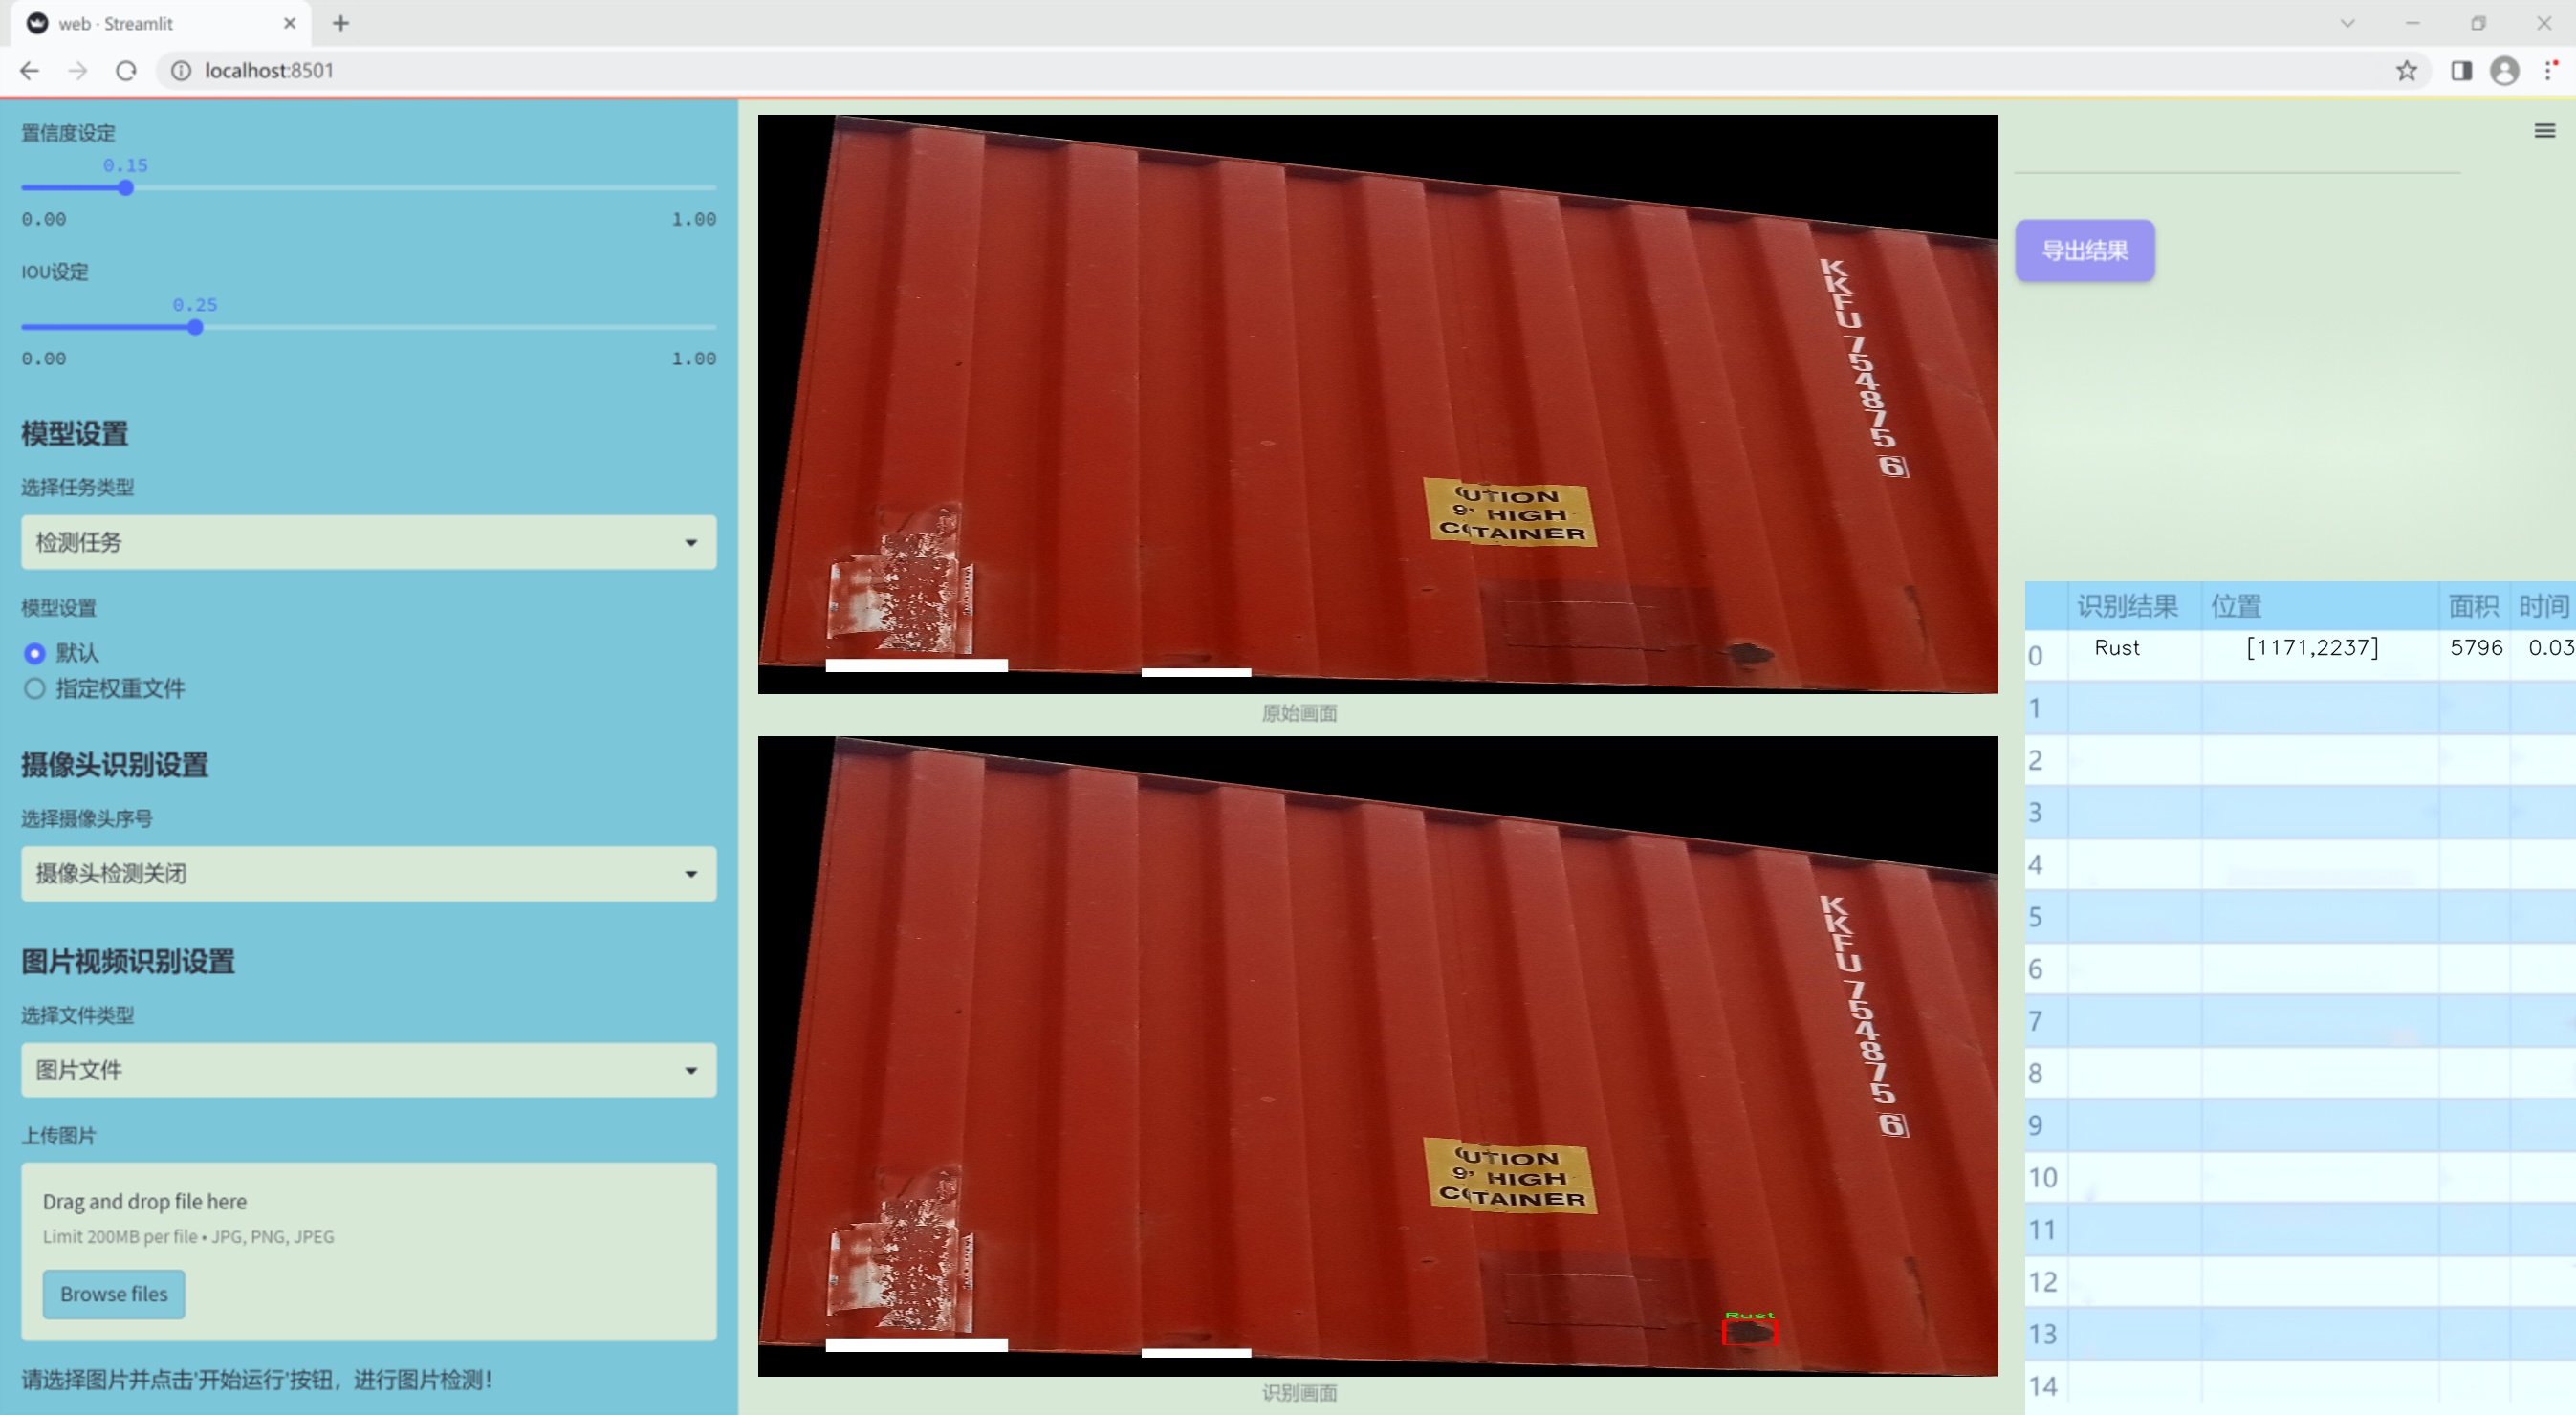 web · Streamlit
localhost:8501
置信度设定
0.15
0.00 1.00
IOU设定
0.25
0.00 1.00
模型设置
选择任务类型
检测任务
模型设置
默认
指定权重文件
摄像头识别设置
选择摄像头序号
摄像头检测关闭
图片视频识别设置
选择文件类型
图片文件
上传图片
Drag and drop file here
Limit 200MB per file • JPG, PNG, JPEG
Browse files
请选择图片并点击'开始运行'按钮，进行图片检测！
KKFU 754875 6
UTION
9' HIGH
C TAINER
原始画面
KKFU 754875 6
UTION
9' HIGH
C TAINER
Rust
识别画面
导出结果
识别结果 位置 面积 时间
0 Rust [1171,2237] 5796 0.03
1
2
3
4
5
6
7
8
9
10
11
12
13
14